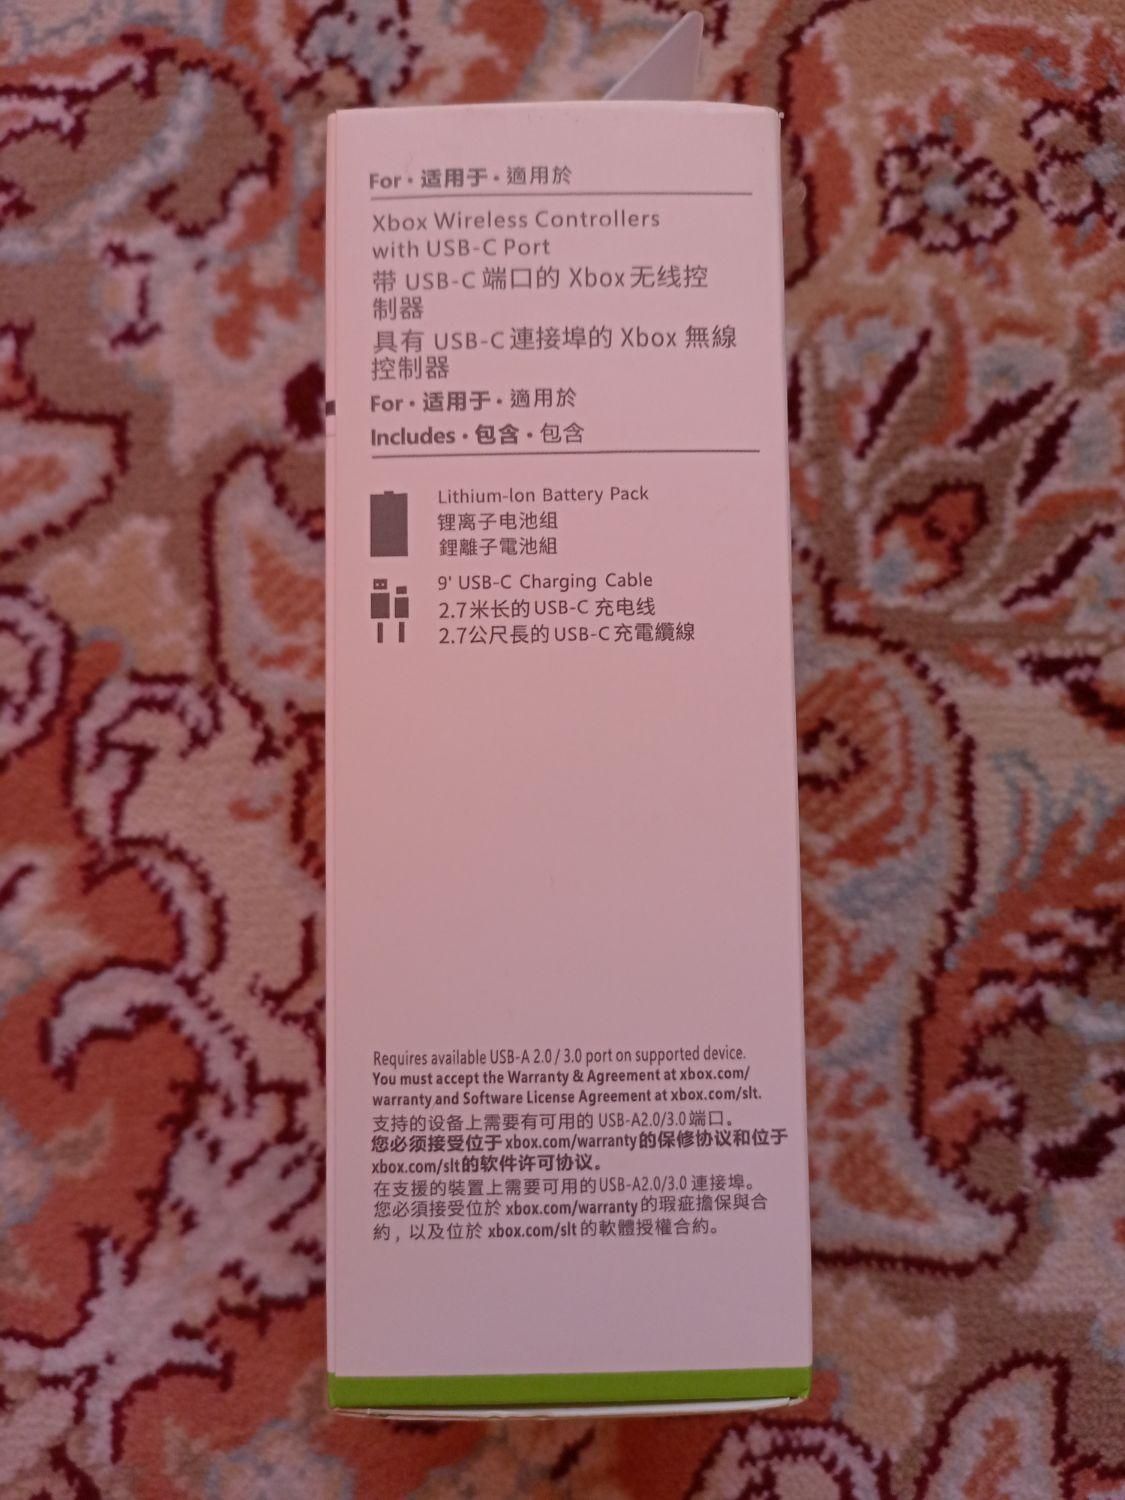 For · 适用于 · 適用於
Xbox Wireless Controllers
with USB-C Port
带 USB-C 端口的 Xbox 无线控
制器
具有 USB-C 連接埠的 Xbox 無線
控制器
For · 适用于 · 適用於
Includes · 包含 · 包含
Lithium-Ion Battery Pack
锂离子电池组
鋰離子電池組
9' USB-C Charging Cable
2.7米长的 USB-C 充电线
2.7公尺長的 USB-C 充電纜線
Requires available USB-A 2.0 / 3.0 port on supported device.
You must accept the Warranty & Agreement at xbox.com/
warranty and Software License Agreement at xbox.com/slt.
支持的设备上需要有可用的 USB-A2.0/3.0 端口。
您必须接受位于 xbox.com/warranty 的保修协议和位于
xbox.com/slt 的软件许可协议。
在支援的裝置上需要可用的 USB-A2.0/3.0 連接埠。
您必須接受位於 xbox.com/warranty 的瑕疵擔保與合
約，以及位於 xbox.com/slt 的軟體授權合約。